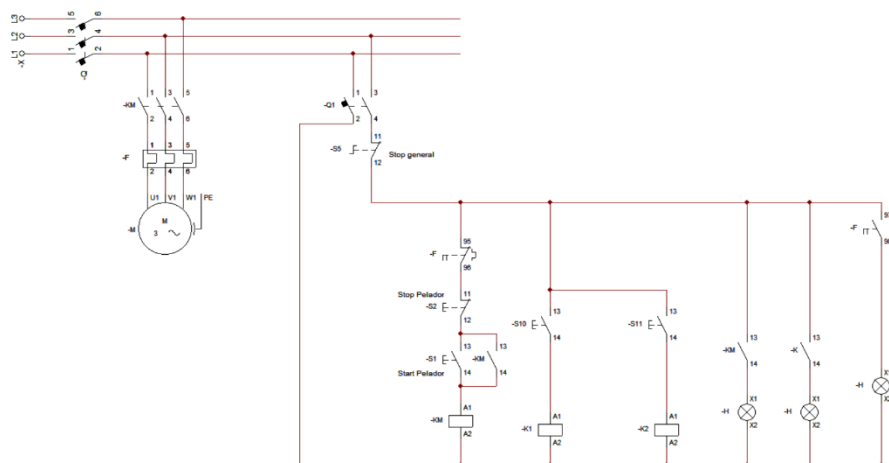 L3 5 6
L2 3 4
L1 1 2
-X
Q1
1 3 5
-KM
2 4 6
1 3 5
-F
2 4 6
U1 V1 W1 PE
M
-M
3
1 3
-Q1
2 4
11
-S5
Stop general
12
95
-F
96
11
Stop Pelador
-S2
12
13 13
-S1 -KM
14 14
Start Pelador
A1
-KM
A2
13
-S10
14
A1
-K1
A2
13
-S11
14
A1
-K2
A2
13
-KM
14
X1
-H
X2
13
-K
14
X1
-H
X2
-F
X1
-H
X2